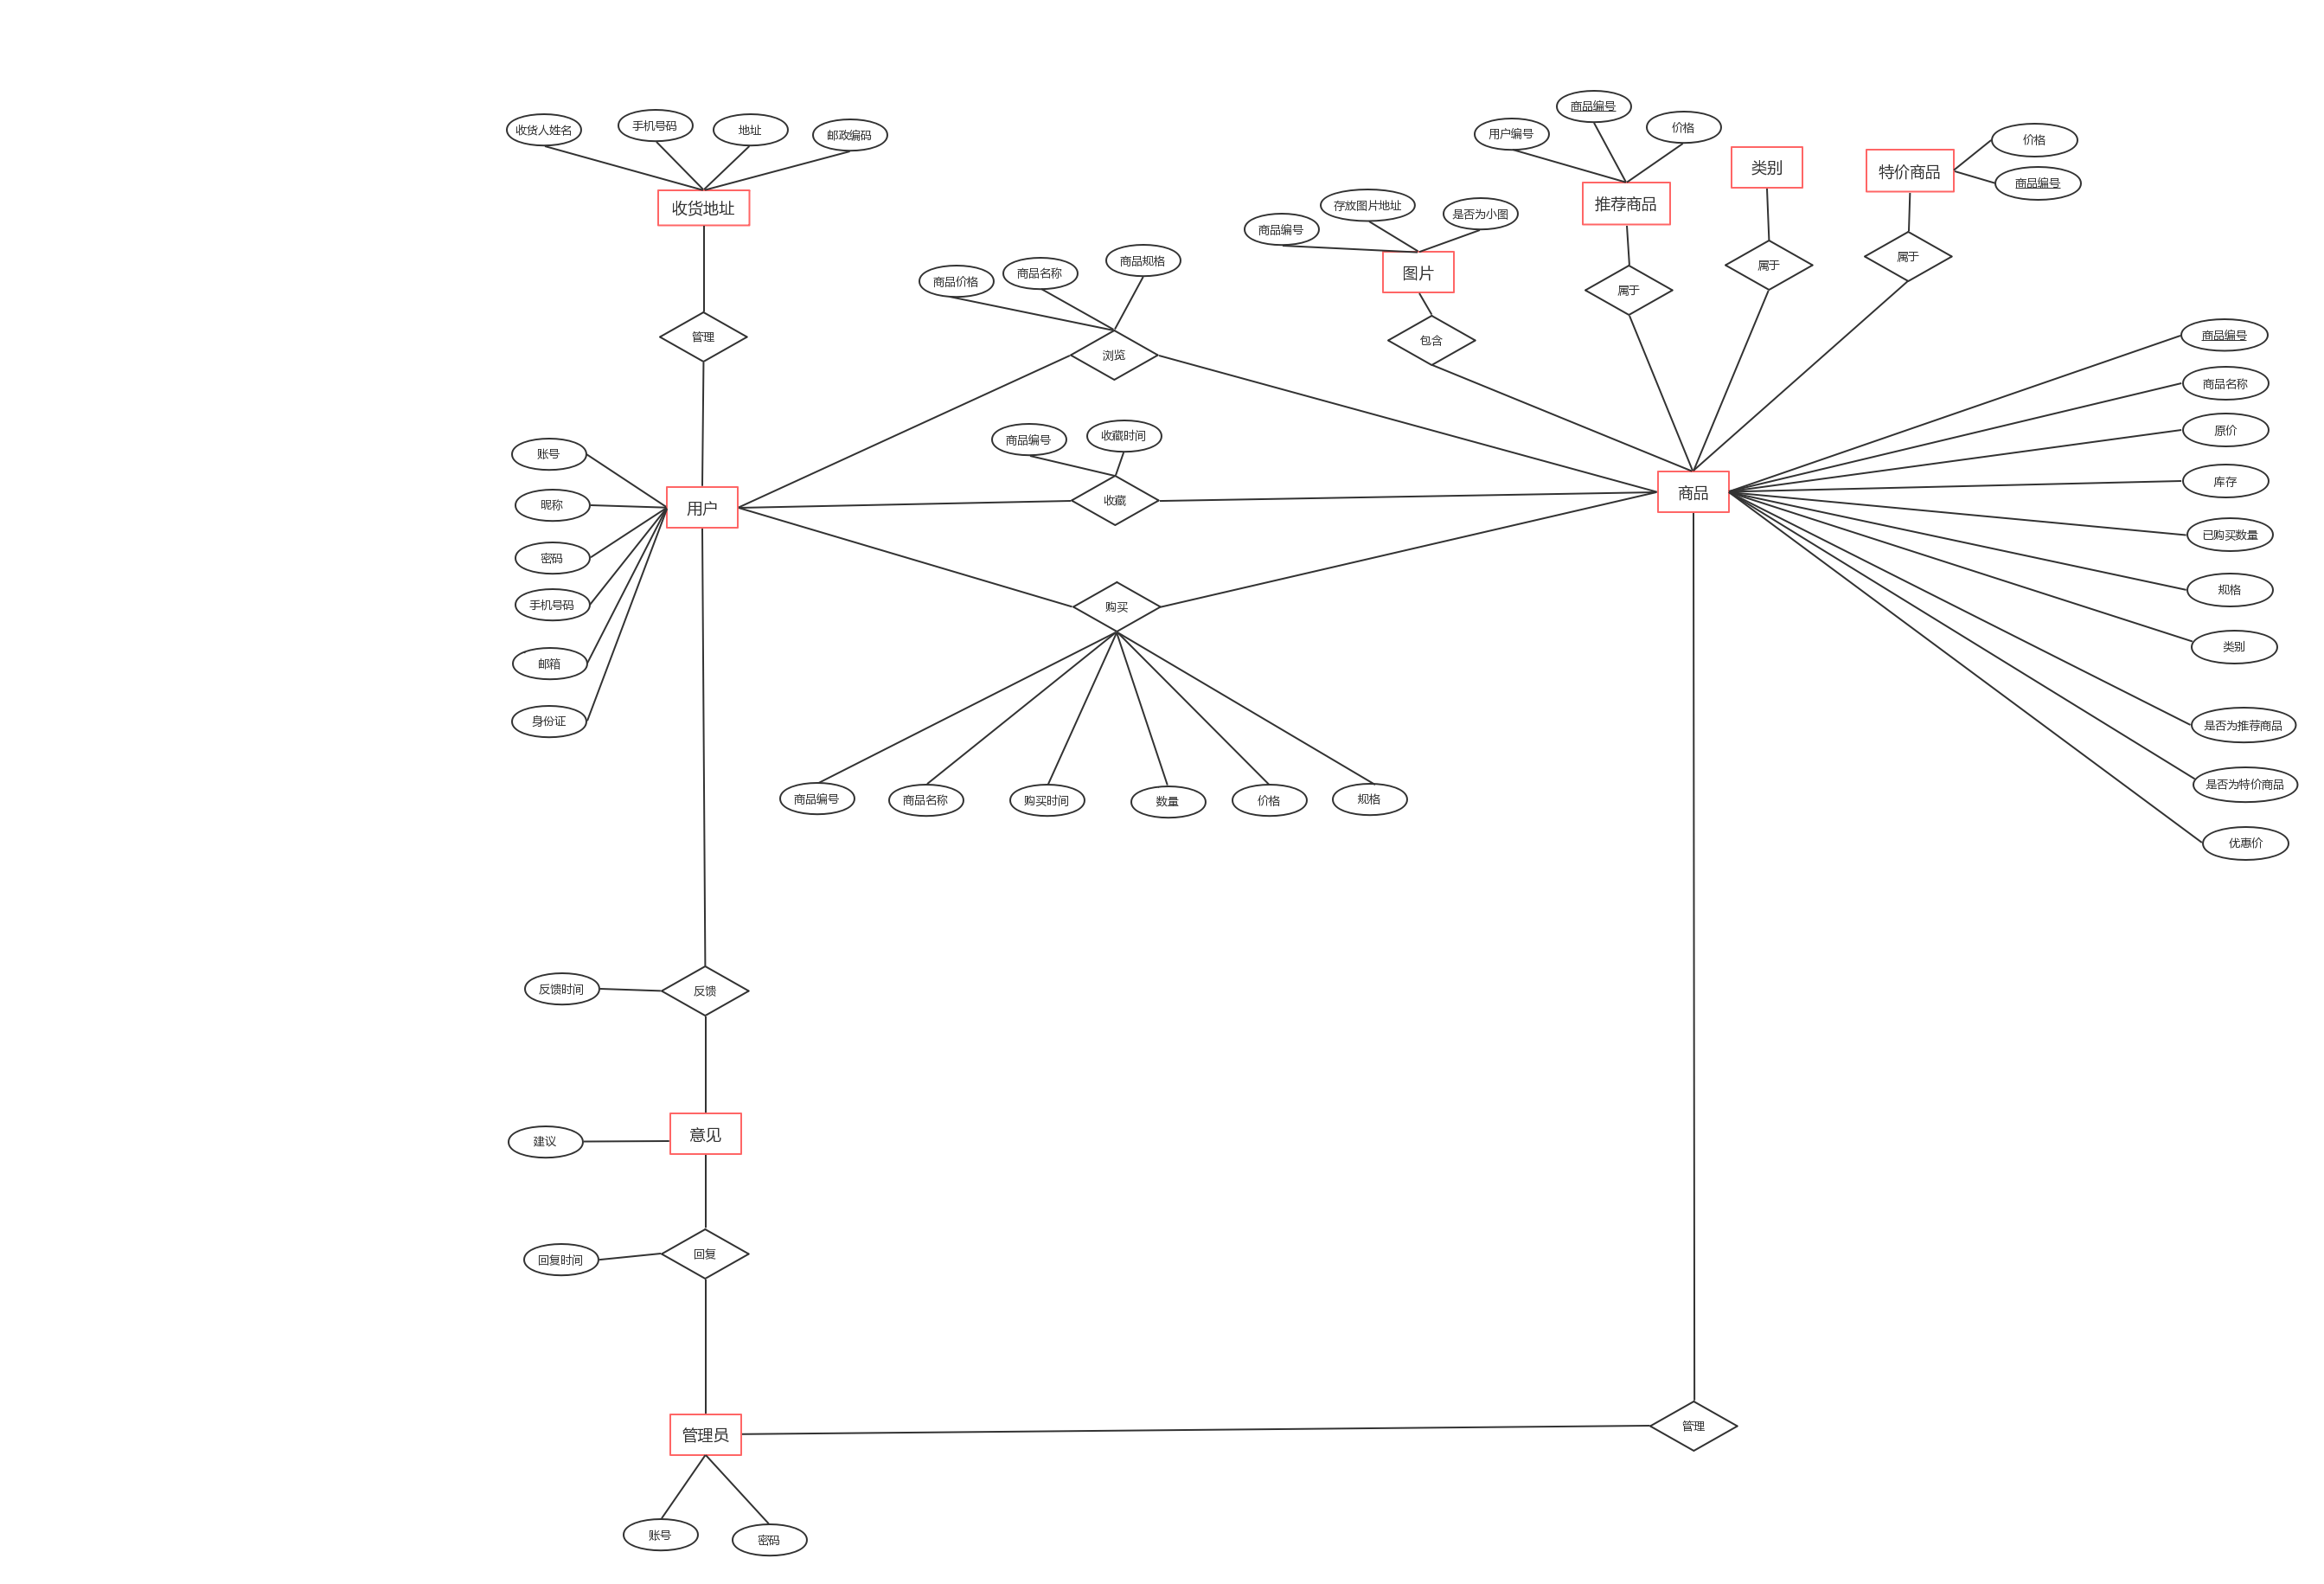 收货人姓名
手机号码
地址
邮政编码
收货地址
管理
商品价格
商品名称
商品规格
浏览
商品编号
存放图片地址
是否为小图
图片
包含
用户编号
商品编号
价格
推荐商品
属于
类别
属于
特价商品
价格
商品编号
属于
账号
昵称
密码
手机号码
邮箱
身份证
用户
商品编号
收藏时间
收藏
购买
商品编号
商品名称
购买时间
数量
价格
规格
商品
商品编号
商品名称
原价
库存
已购买数量
规格
类别
是否为推荐商品
是否为特价商品
优惠价
反馈时间
反馈
建议
意见
回复时间
回复
管理员
管理
账号
密码